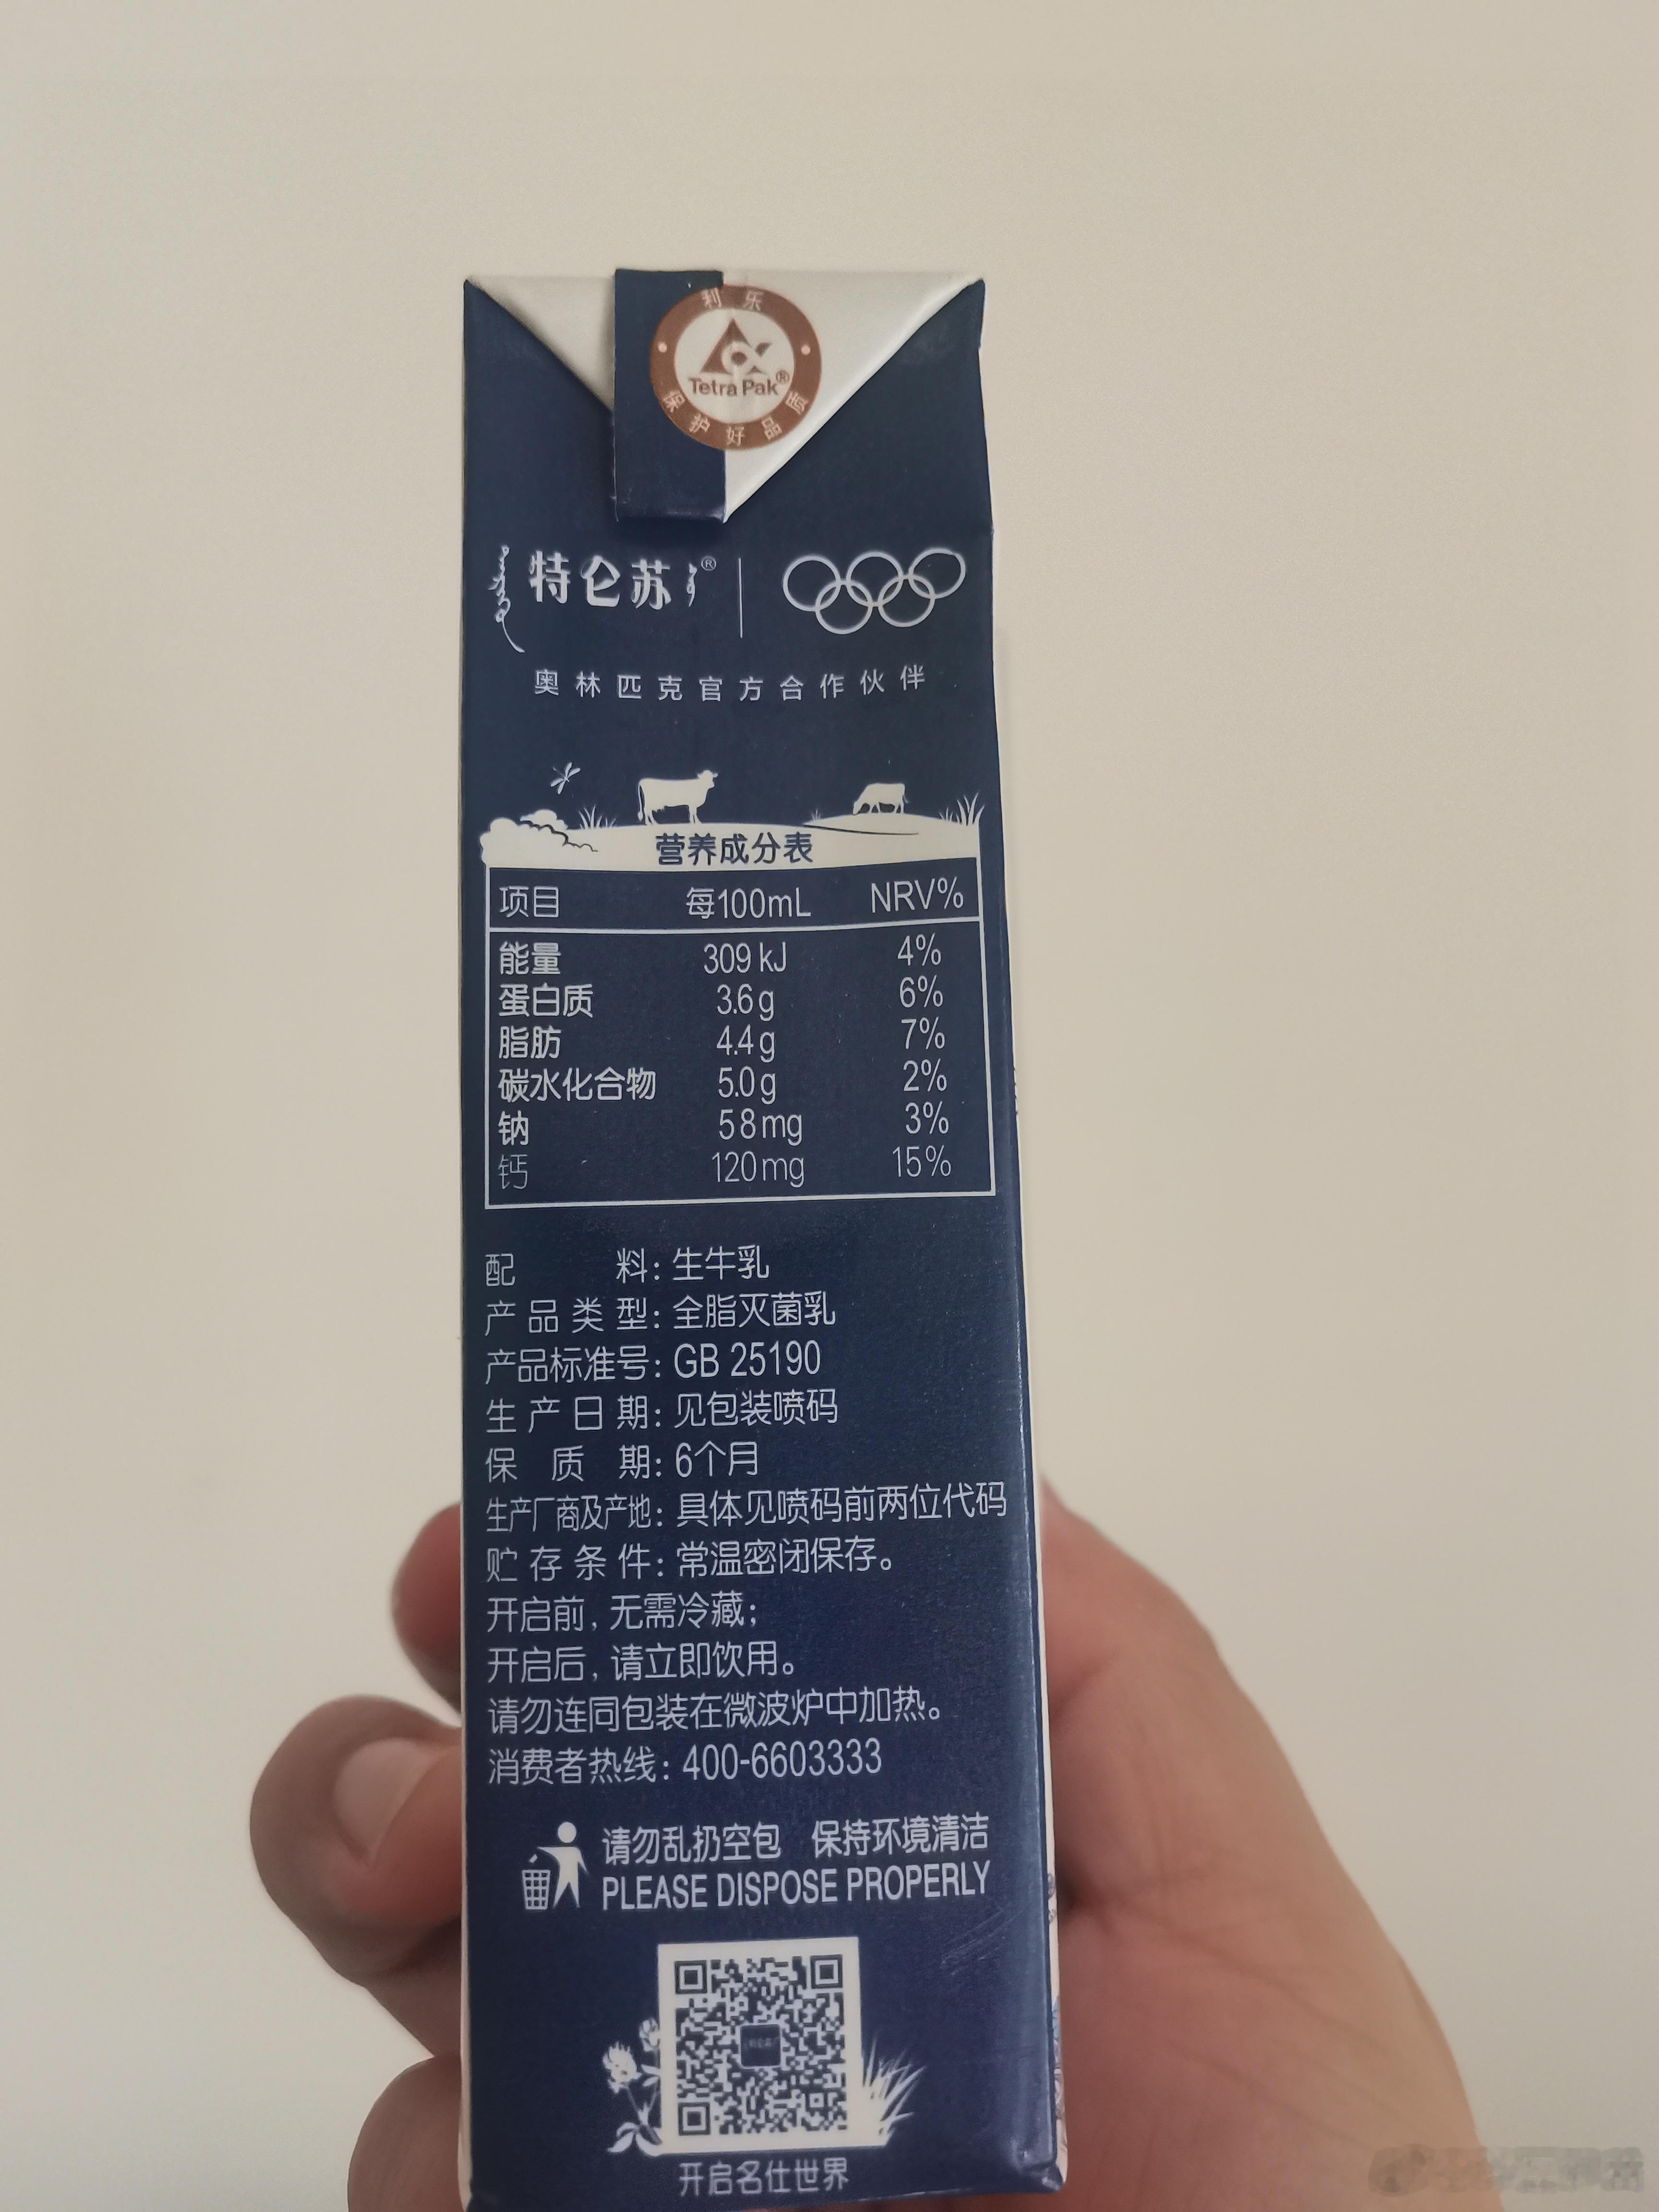 利乐
Tetra Pak®
保护好品质
特仑苏®
奥林匹克官方合作伙伴
营养成分表
项目 每100mL NRV%
能量 309 kJ 4%
蛋白质 3.6g 6%
脂肪 4.4g 7%
碳水化合物 5.0g 2%
钠 58mg 3%
钙 120mg 15%
配料：生牛乳
产品类型：全脂灭菌乳
产品标准号：GB 25190
生产日期：见包装喷码
保质期：6个月
生产厂商及产地：具体见喷码前两位代码
贮存条件：常温密闭保存。
开启前，无需冷藏；
开启后，请立即饮用。
请勿连同包装在微波炉中加热。
消费者热线：400-6603333
请勿乱扔空包 保持环境清洁
PLEASE DISPOSE PROPERLY
开启名仕世界